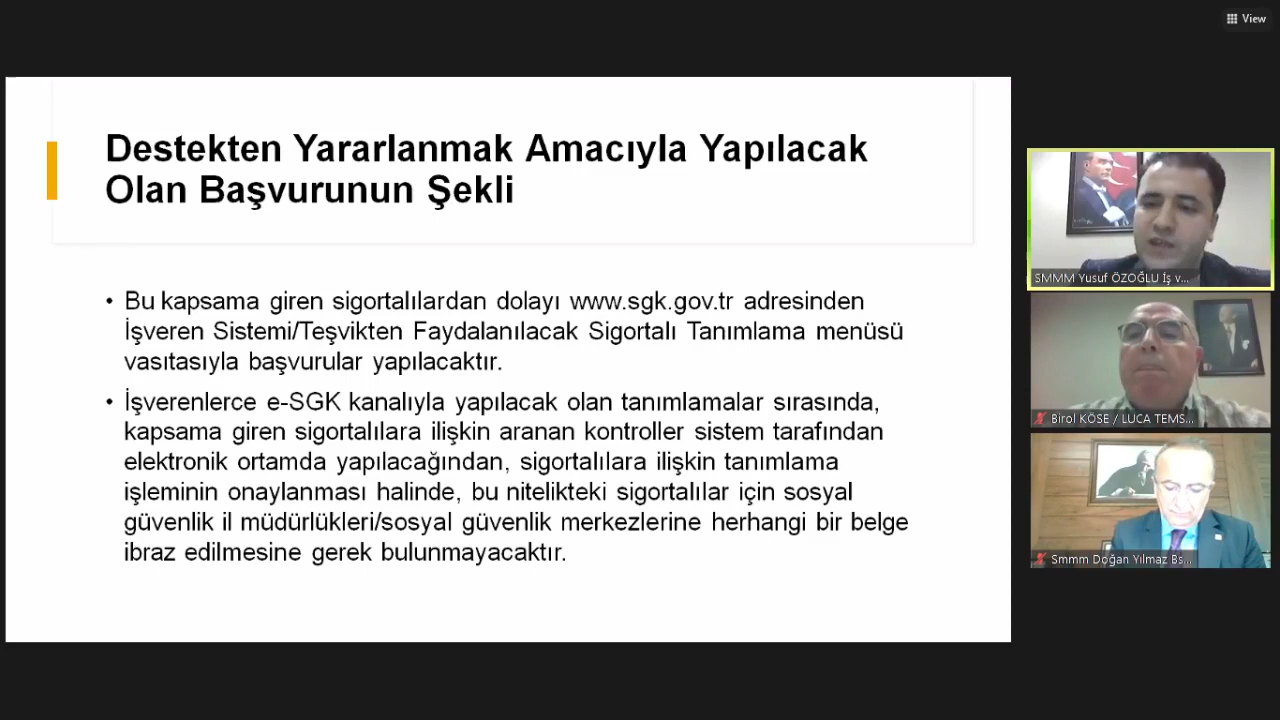 View
Destekten Yararlanmak Amacıyla Yapılacak
Olan Başvurunun Şekli
• Bu kapsama giren sigortalılardan dolayı www.sgk.gov.tr adresinden
İşveren Sistemi/Teşvikten Faydalanılacak Sigortalı Tanımlama menüsü
vasıtasıyla başvurular yapılacaktır.
• İşverenlerce e-SGK kanalıyla yapılacak olan tanımlamalar sırasında,
kapsama giren sigortalılara ilişkin aranan kontroller sistem tarafından
elektronik ortamda yapılacağından, sigortalılara ilişkin tanımlama
işleminin onaylanması halinde, bu nitelikteki sigortalılar için sosyal
güvenlik il müdürlükleri/sosyal güvenlik merkezlerine herhangi bir belge
ibraz edilmesine gerek bulunmayacaktır.
SMMM Yusuf ÖZOĞLU İş v...
Birol KÖSE / LUCA TEMS...
Smmm Doğan Yılmaz Bs...